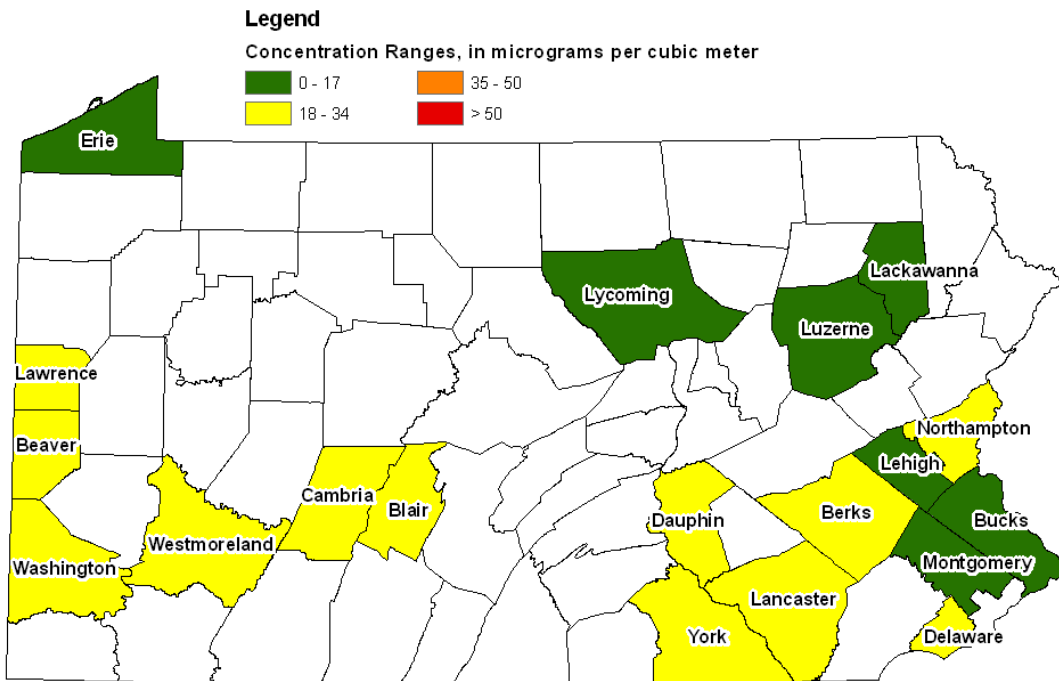 Legend
Concentration Ranges, in micrograms per cubic meter
0 - 17
35 - 50
18 - 34
> 50
Erie
Lackawanna
Lycoming
Luzerne
Lawrence
Northampton
Beaver
Lehigh
Cambria
Blair
Berks
Dauphin
Bucks
Westmoreland
Washington
Montgomery
Lancaster
York
Delaware